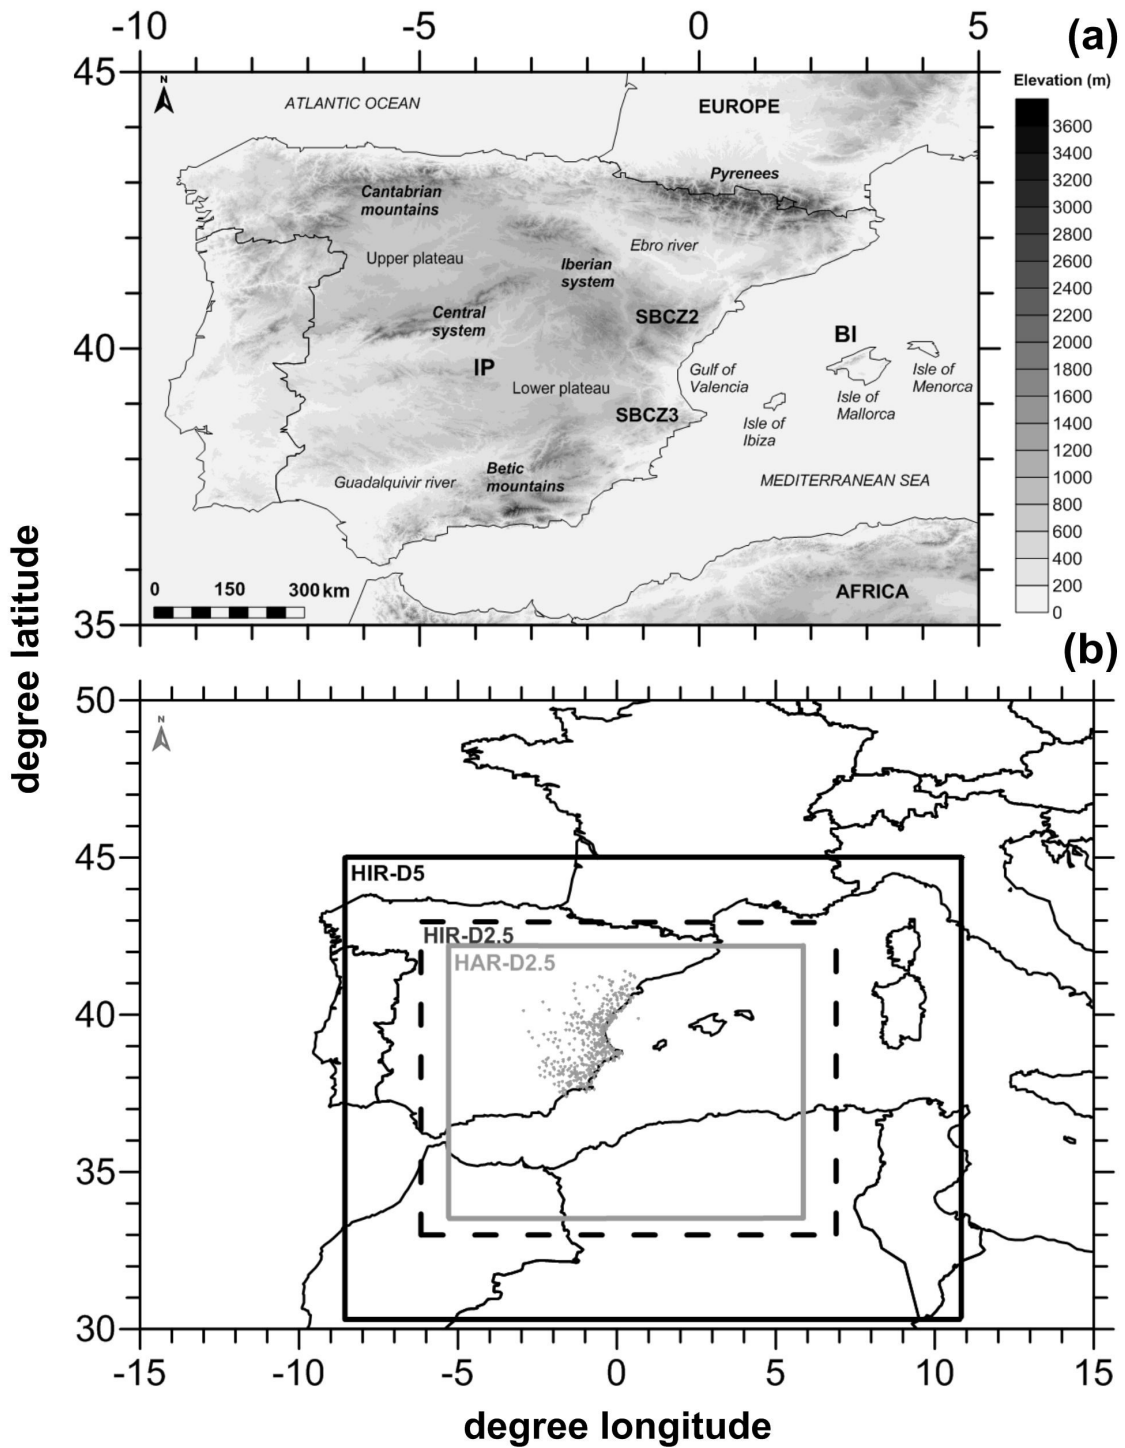 -10 -5 0 5
(a)
45
N
ATLANTIC OCEAN
EUROPE
Elevation (m)
3600
3400
3200
3000
2800
2600
2400
2200
2000
1800
1600
1400
1200
1000
800
600
400
200
0
Pyrenees
Cantabrian
mountains
Ebro river
Upper plateau
Iberian
system
Central
system
SBCZ2
40
BI
IP
Gulf of
Valencia
Isle of
Menorca
Lower plateau
Isle of
Mallorca
SBCZ3
Isle of
Ibiza
Betic
mountains
Guadalquivir river
MEDITERRANEAN SEA
0 150 300 km
AFRICA
35
degree latitude
(b)
50
N
45
HIR-D5
HIR-D2.5
HAR-D2.5
40
35
30
-15 -10 -5 0 5 10 15
degree longitude